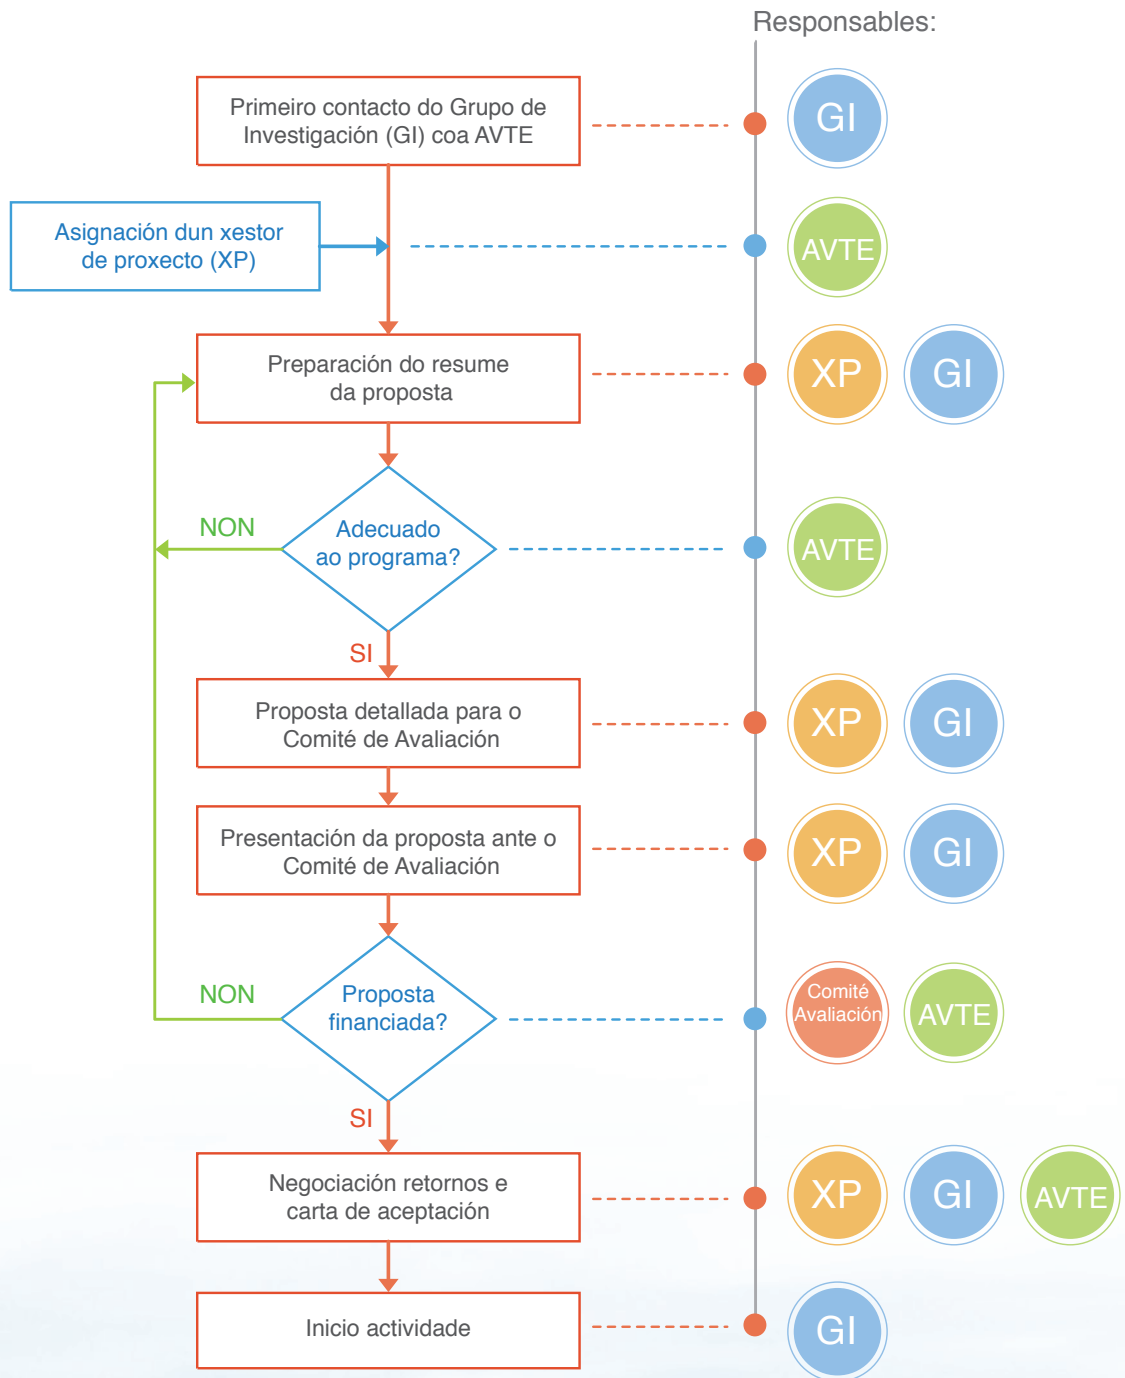 Responsables:
Primeiro contacto do Grupo de
Investigación (GI) coa AVTE
GI
Asignación dun xestor
de proxecto (XP)
AVTE
Preparación do resume
da proposta
XP
GI
NON
Adecuado
ao programa?
AVTE
SI
Proposta detallada para o
Comité de Avaliación
XP
GI
Presentación da proposta ante o
Comité de Avaliación
XP
GI
NON
Proposta
financiada?
Comité
Avaliación
AVTE
SI
Negociación retornos e
carta de aceptación
XP
GI
AVTE
Inicio actividade
GI